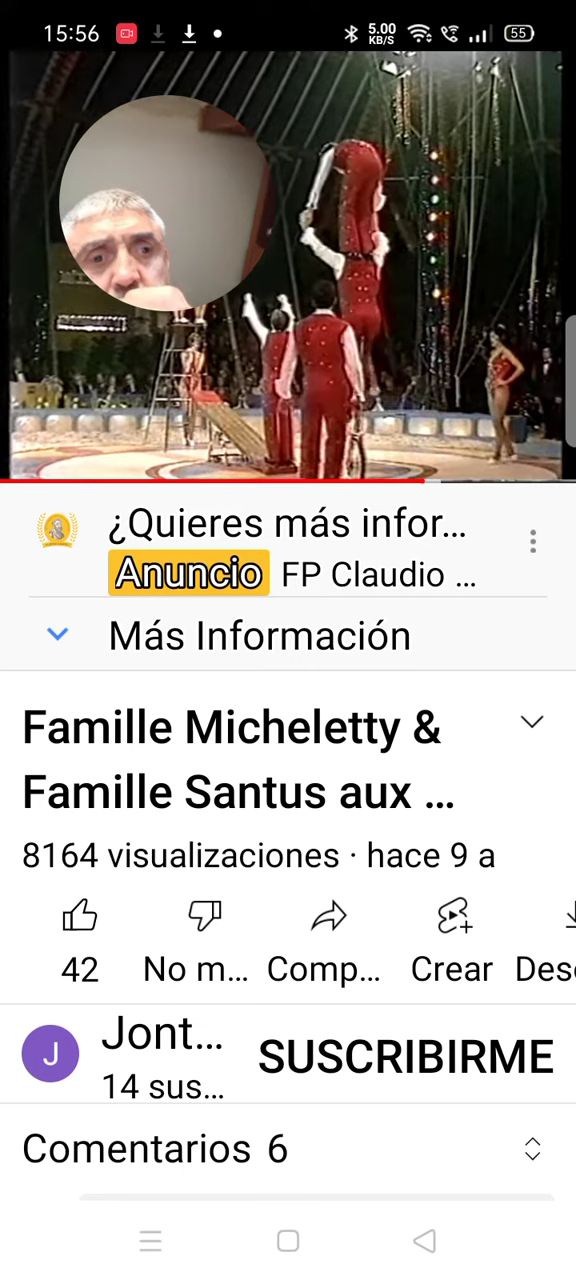 15:56
5.00
KB/S
55
¿Quieres más infor...
Anuncio FP Claudio ...
Más Información
Famille Micheletty &
Famille Santus aux ...
8164 visualizaciones · hace 9 a
42 No m... Comp... Crear Des
J
Jont...
14 sus...
SUSCRIBIRME
Comentarios 6